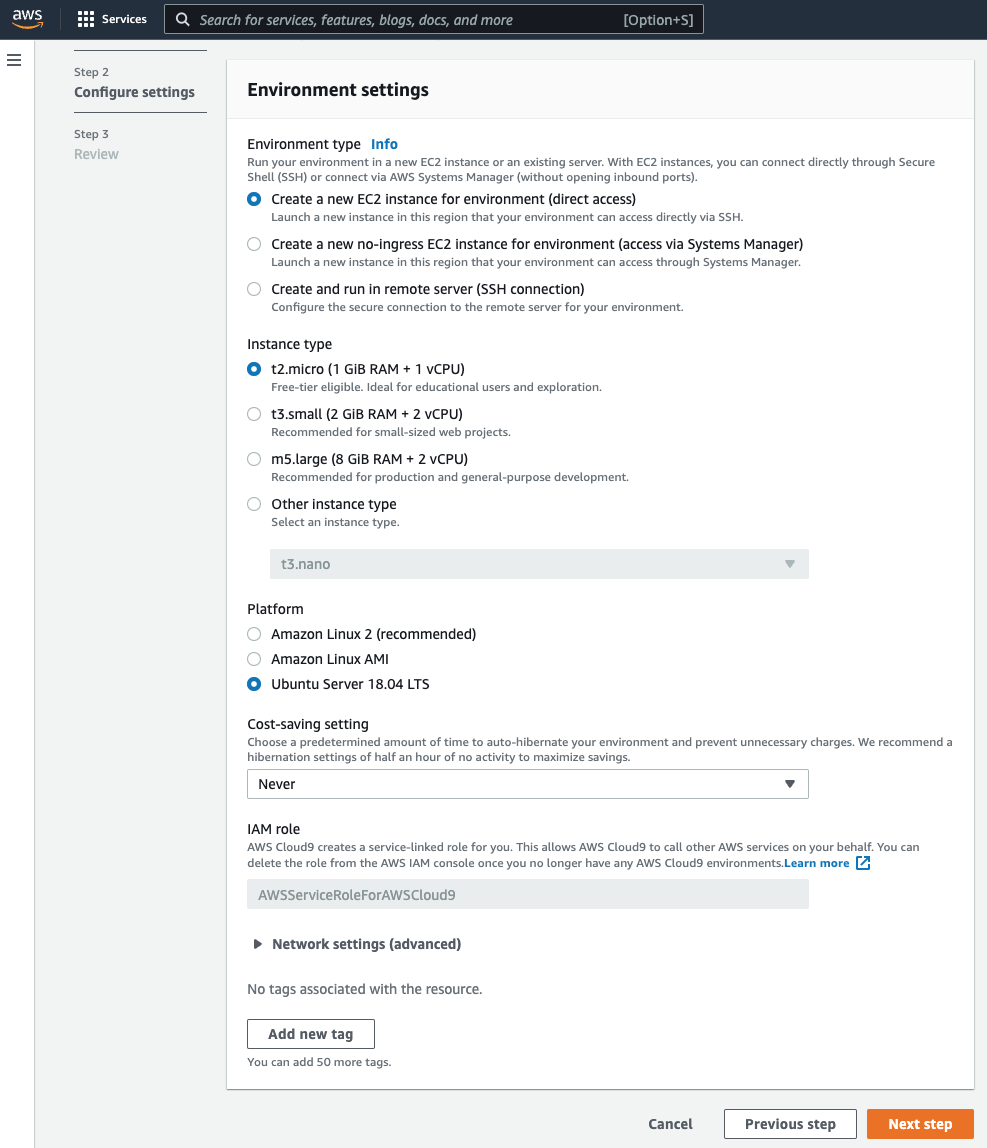 aws
Services
Search for services, features, blogs, docs, and more
[Option+S]
Step 2
Configure settings
Step 3
Review
Environment settings
Environment type Info
Run your environment in a new EC2 instance or an existing server. With EC2 instances, you can connect directly through Secure
Shell (SSH) or connect via AWS Systems Manager (without opening inbound ports).
Create a new EC2 instance for environment (direct access)
Launch a new instance in this region that your environment can access directly via SSH.
Create a new no-ingress EC2 instance for environment (access via Systems Manager)
Launch a new instance in this region that your environment can access through Systems Manager.
Create and run in remote server (SSH connection)
Configure the secure connection to the remote server for your environment.
Instance type
t2.micro (1 GiB RAM + 1 vCPU)
Free-tier eligible. Ideal for educational users and exploration.
t3.small (2 GiB RAM + 2 vCPU)
Recommended for small-sized web projects.
m5.large (8 GiB RAM + 2 vCPU)
Recommended for production and general-purpose development.
Other instance type
Select an instance type.
t3.nano
Platform
Amazon Linux 2 (recommended)
Amazon Linux AMI
Ubuntu Server 18.04 LTS
Cost-saving setting
Choose a predetermined amount of time to auto-hibernate your environment and prevent unnecessary charges. We recommend a
hibernation settings of half an hour of no activity to maximize savings.
Never
IAM role
AWS Cloud9 creates a service-linked role for you. This allows AWS Cloud9 to call other AWS services on your behalf. You can
delete the role from the AWS IAM console once you no longer have any AWS Cloud9 environments.Learn more
AWSServiceRoleForAWSCloud9
Network settings (advanced)
No tags associated with the resource.
Add new tag
You can add 50 more tags.
Cancel
Previous step
Next step